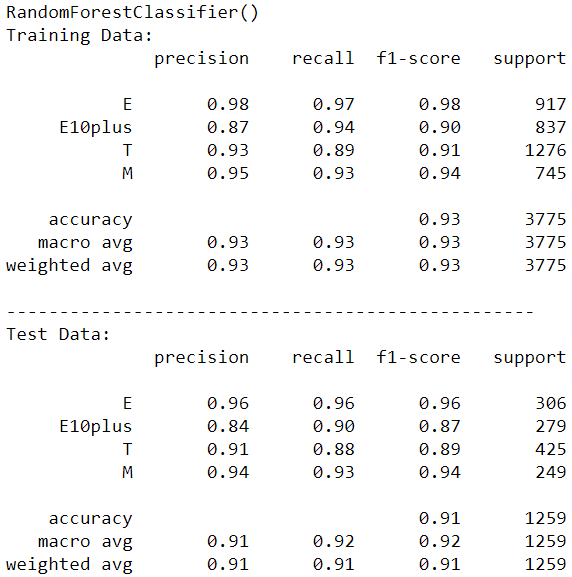 RandomForestClassifier()
Training Data:
precision recall f1-score support
E 0.98 0.97 0.98 917
E10plus 0.87 0.94 0.90 837
T 0.93 0.89 0.91 1276
M 0.95 0.93 0.94 745
accuracy 0.93 3775
macro avg 0.93 0.93 0.93 3775
weighted avg 0.93 0.93 0.93 3775
--------------------------------------------------
Test Data:
precision recall f1-score support
E 0.96 0.96 0.96 306
E10plus 0.84 0.90 0.87 279
T 0.91 0.88 0.89 425
M 0.94 0.93 0.94 249
accuracy 0.91 1259
macro avg 0.91 0.92 0.92 1259
weighted avg 0.91 0.91 0.91 1259